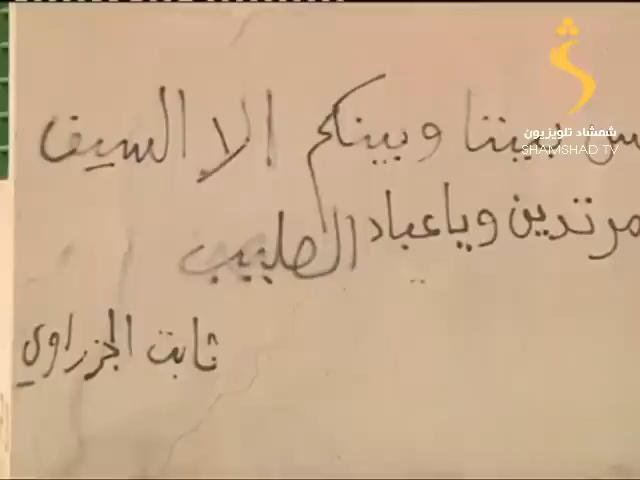 شمشاد تلویزیون
SHAMSHAD TV
س بيننا وبينكم الا السيف
مرتدين ويا عباد الصليب
ثابت الجزراوي